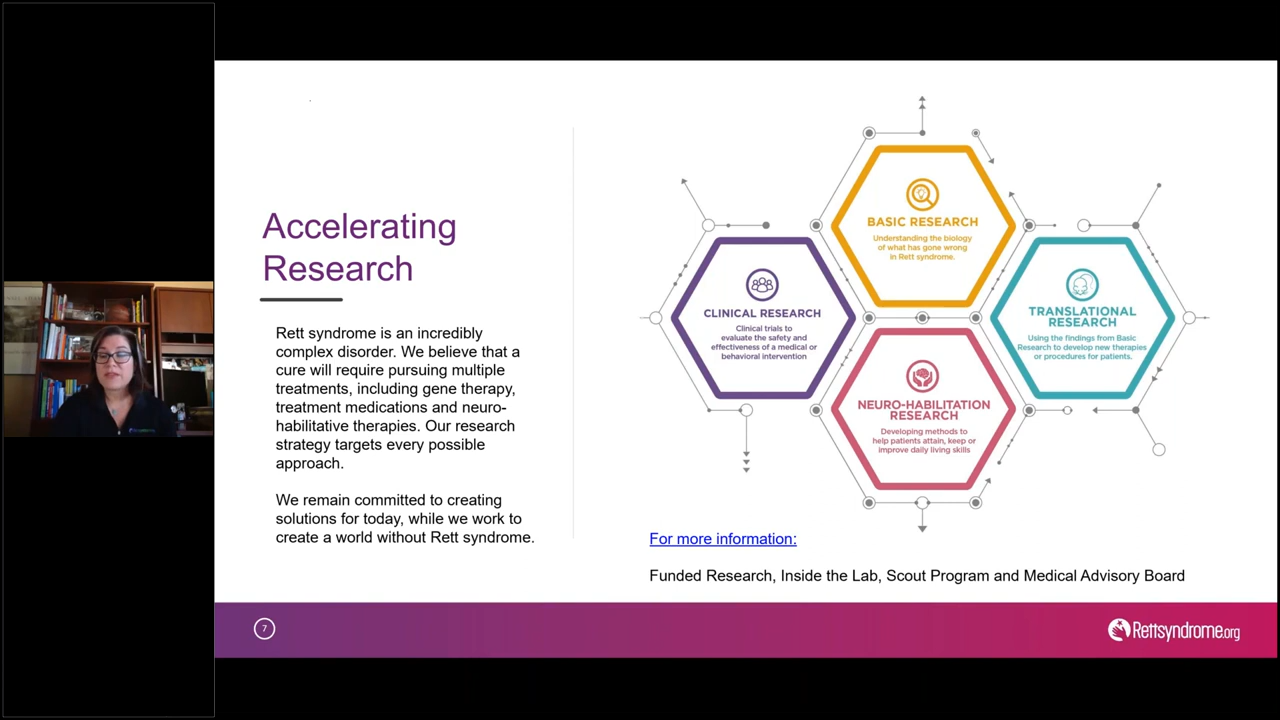 Accelerating
Research
Rett syndrome is an incredibly
complex disorder. We believe that a
cure will require pursuing multiple
treatments, including gene therapy,
treatment medications and neuro-
habilitative therapies. Our research
strategy targets every possible
approach.
We remain committed to creating
solutions for today, while we work to
create a world without Rett syndrome.
BASIC RESEARCH
Understanding the biology
of what has gone wrong
in Rett syndrome.
CLINICAL RESEARCH
Clinical trials to
evaluate the safety and
effectiveness of a medical or
behavioral intervention
TRANSLATIONAL
RESEARCH
Using the findings from Basic
Research to develop new therapies
or procedures for patients.
NEURO-HABILITATION
RESEARCH
Developing methods to
help patients attain, keep or
improve daily living skills
For more information:
Funded Research, Inside the Lab, Scout Program and Medical Advisory Board
7
Rettsyndrome.org